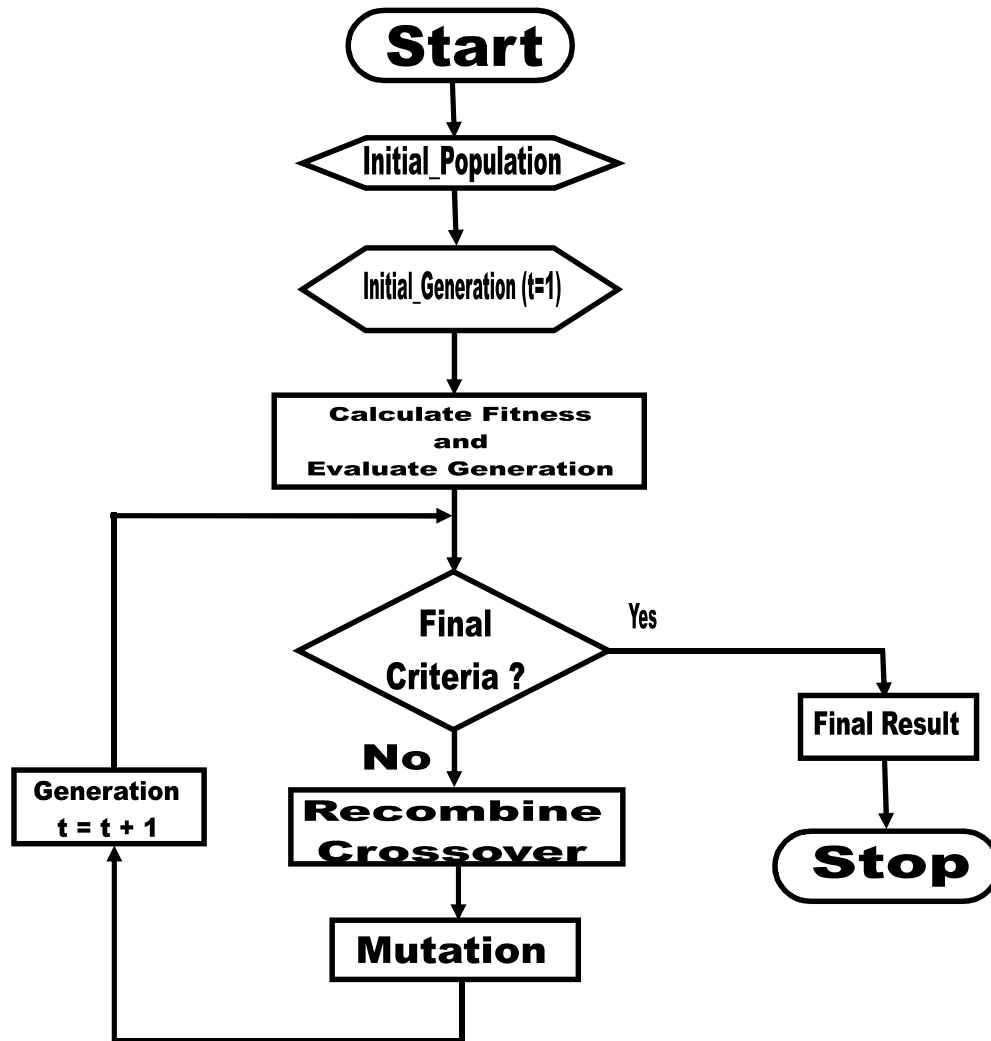 Start
Initial_Population
Initial_Generation (t=1)
Calculate Fitness
and
Evaluate Generation
Final
Criteria ?
Yes
Final Result
No
Generation
t = t + 1
Recombine
Crossover
Stop
Mutation